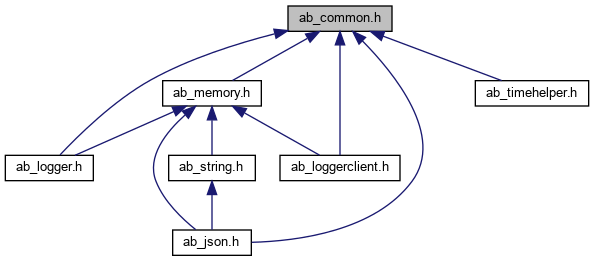 ab_common.h
ab_memory.h
ab_timehelper.h
ab_logger.h
ab_string.h
ab_loggerclient.h
ab_json.h